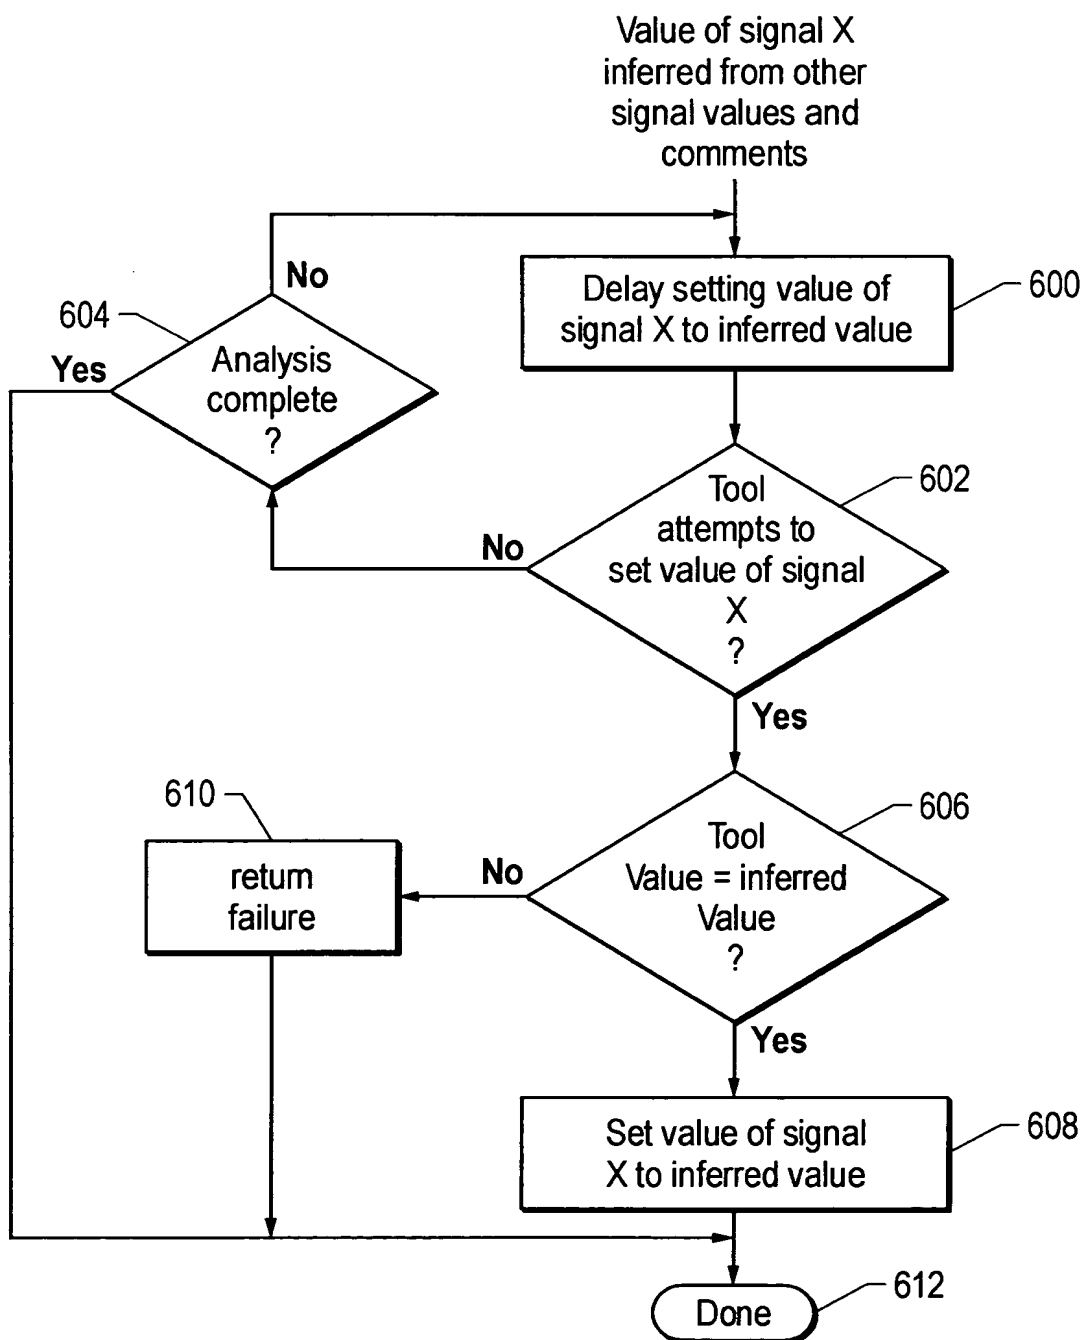 Value of signal X
inferred from other
signal values and
comments
No
604
Yes
Analysis
complete
?
Delay setting value of
signal X to inferred value
600
602
Tool
attempts to
set value of signal
X
?
No
Yes
610
return
failure
No
606
Tool
Value = inferred
Value
?
Yes
Set value of signal
X to inferred value
608
Done
612